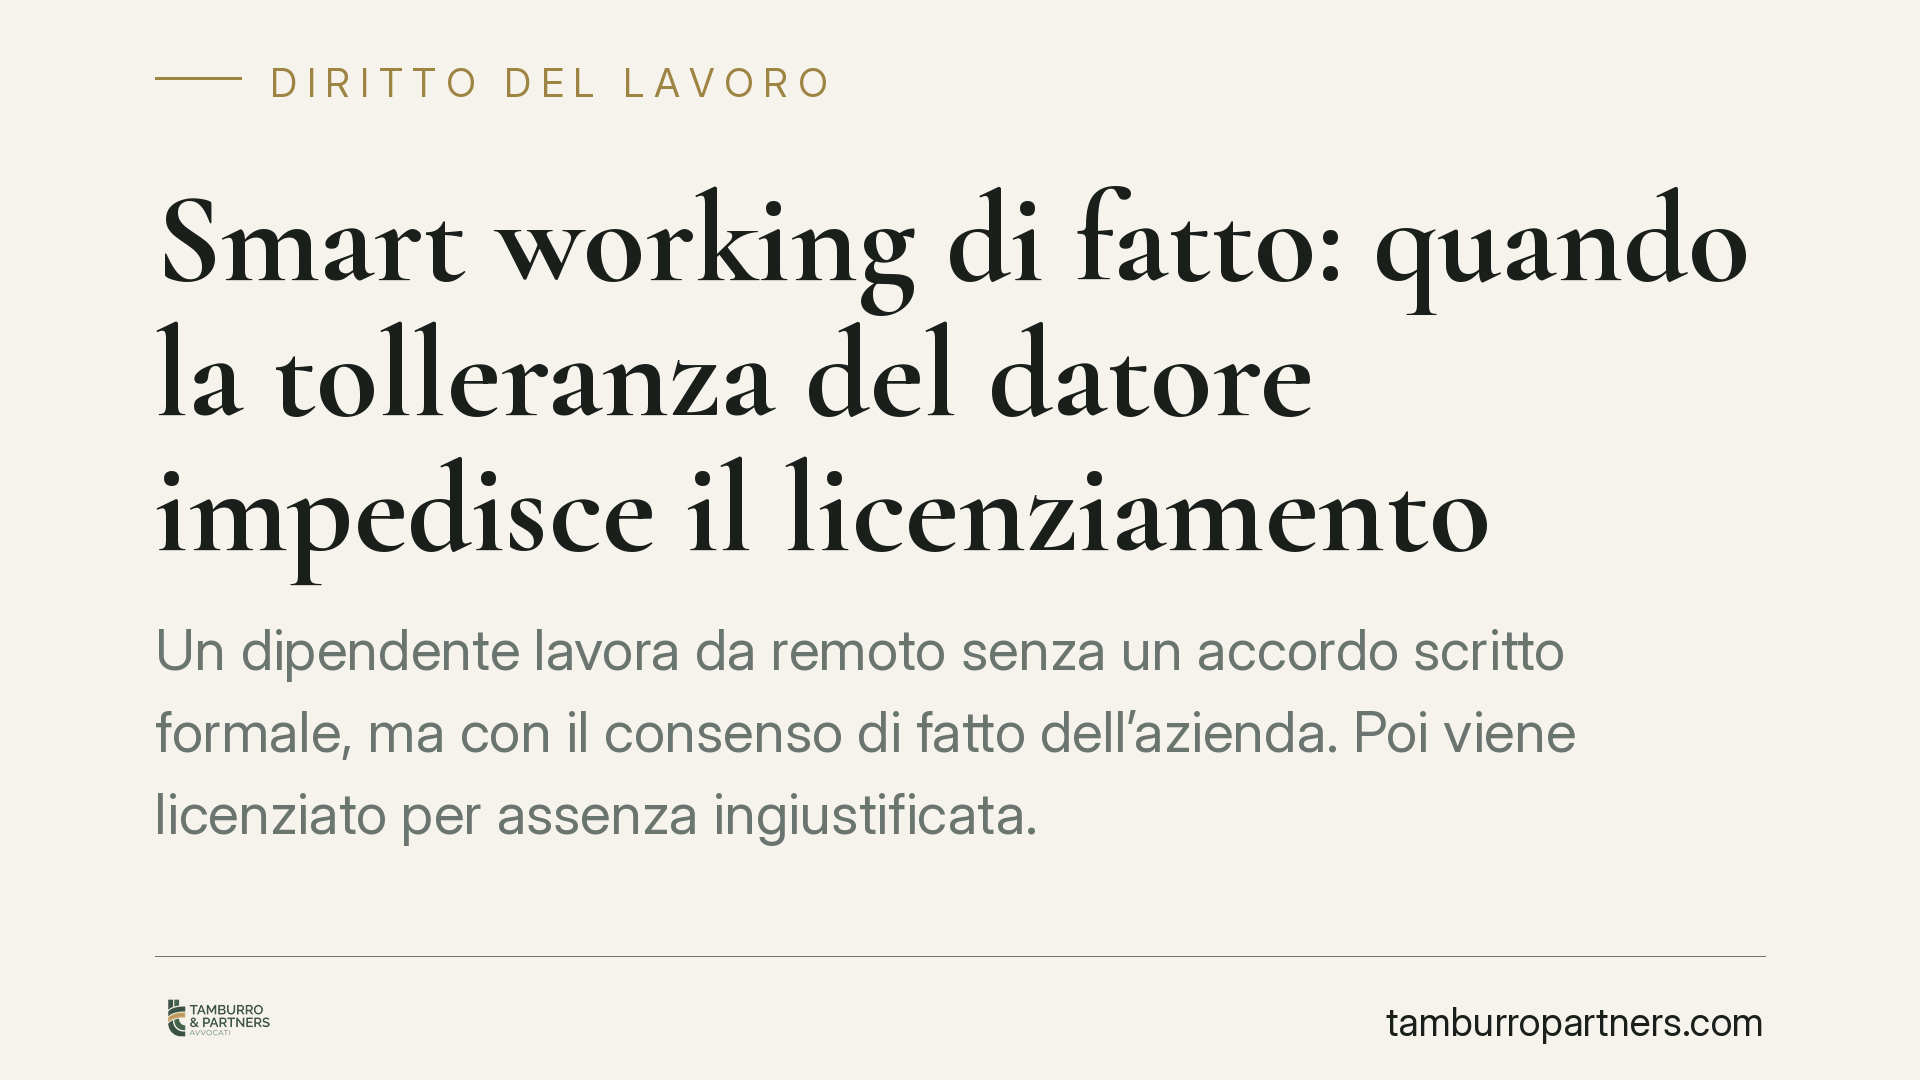 DIRITTO DEL LAVORO
Smart working di fatto: quando
la tolleranza del datore
impedisce il licenziamento
Un dipendente lavora da remoto senza un accordo scritto
formale, ma con il consenso di fatto dell’azienda. Poi viene
licenziato per assenza ingiustificata.
TAMBURRO
& PARTNERS
AVVOCATI
tamburropartners.com